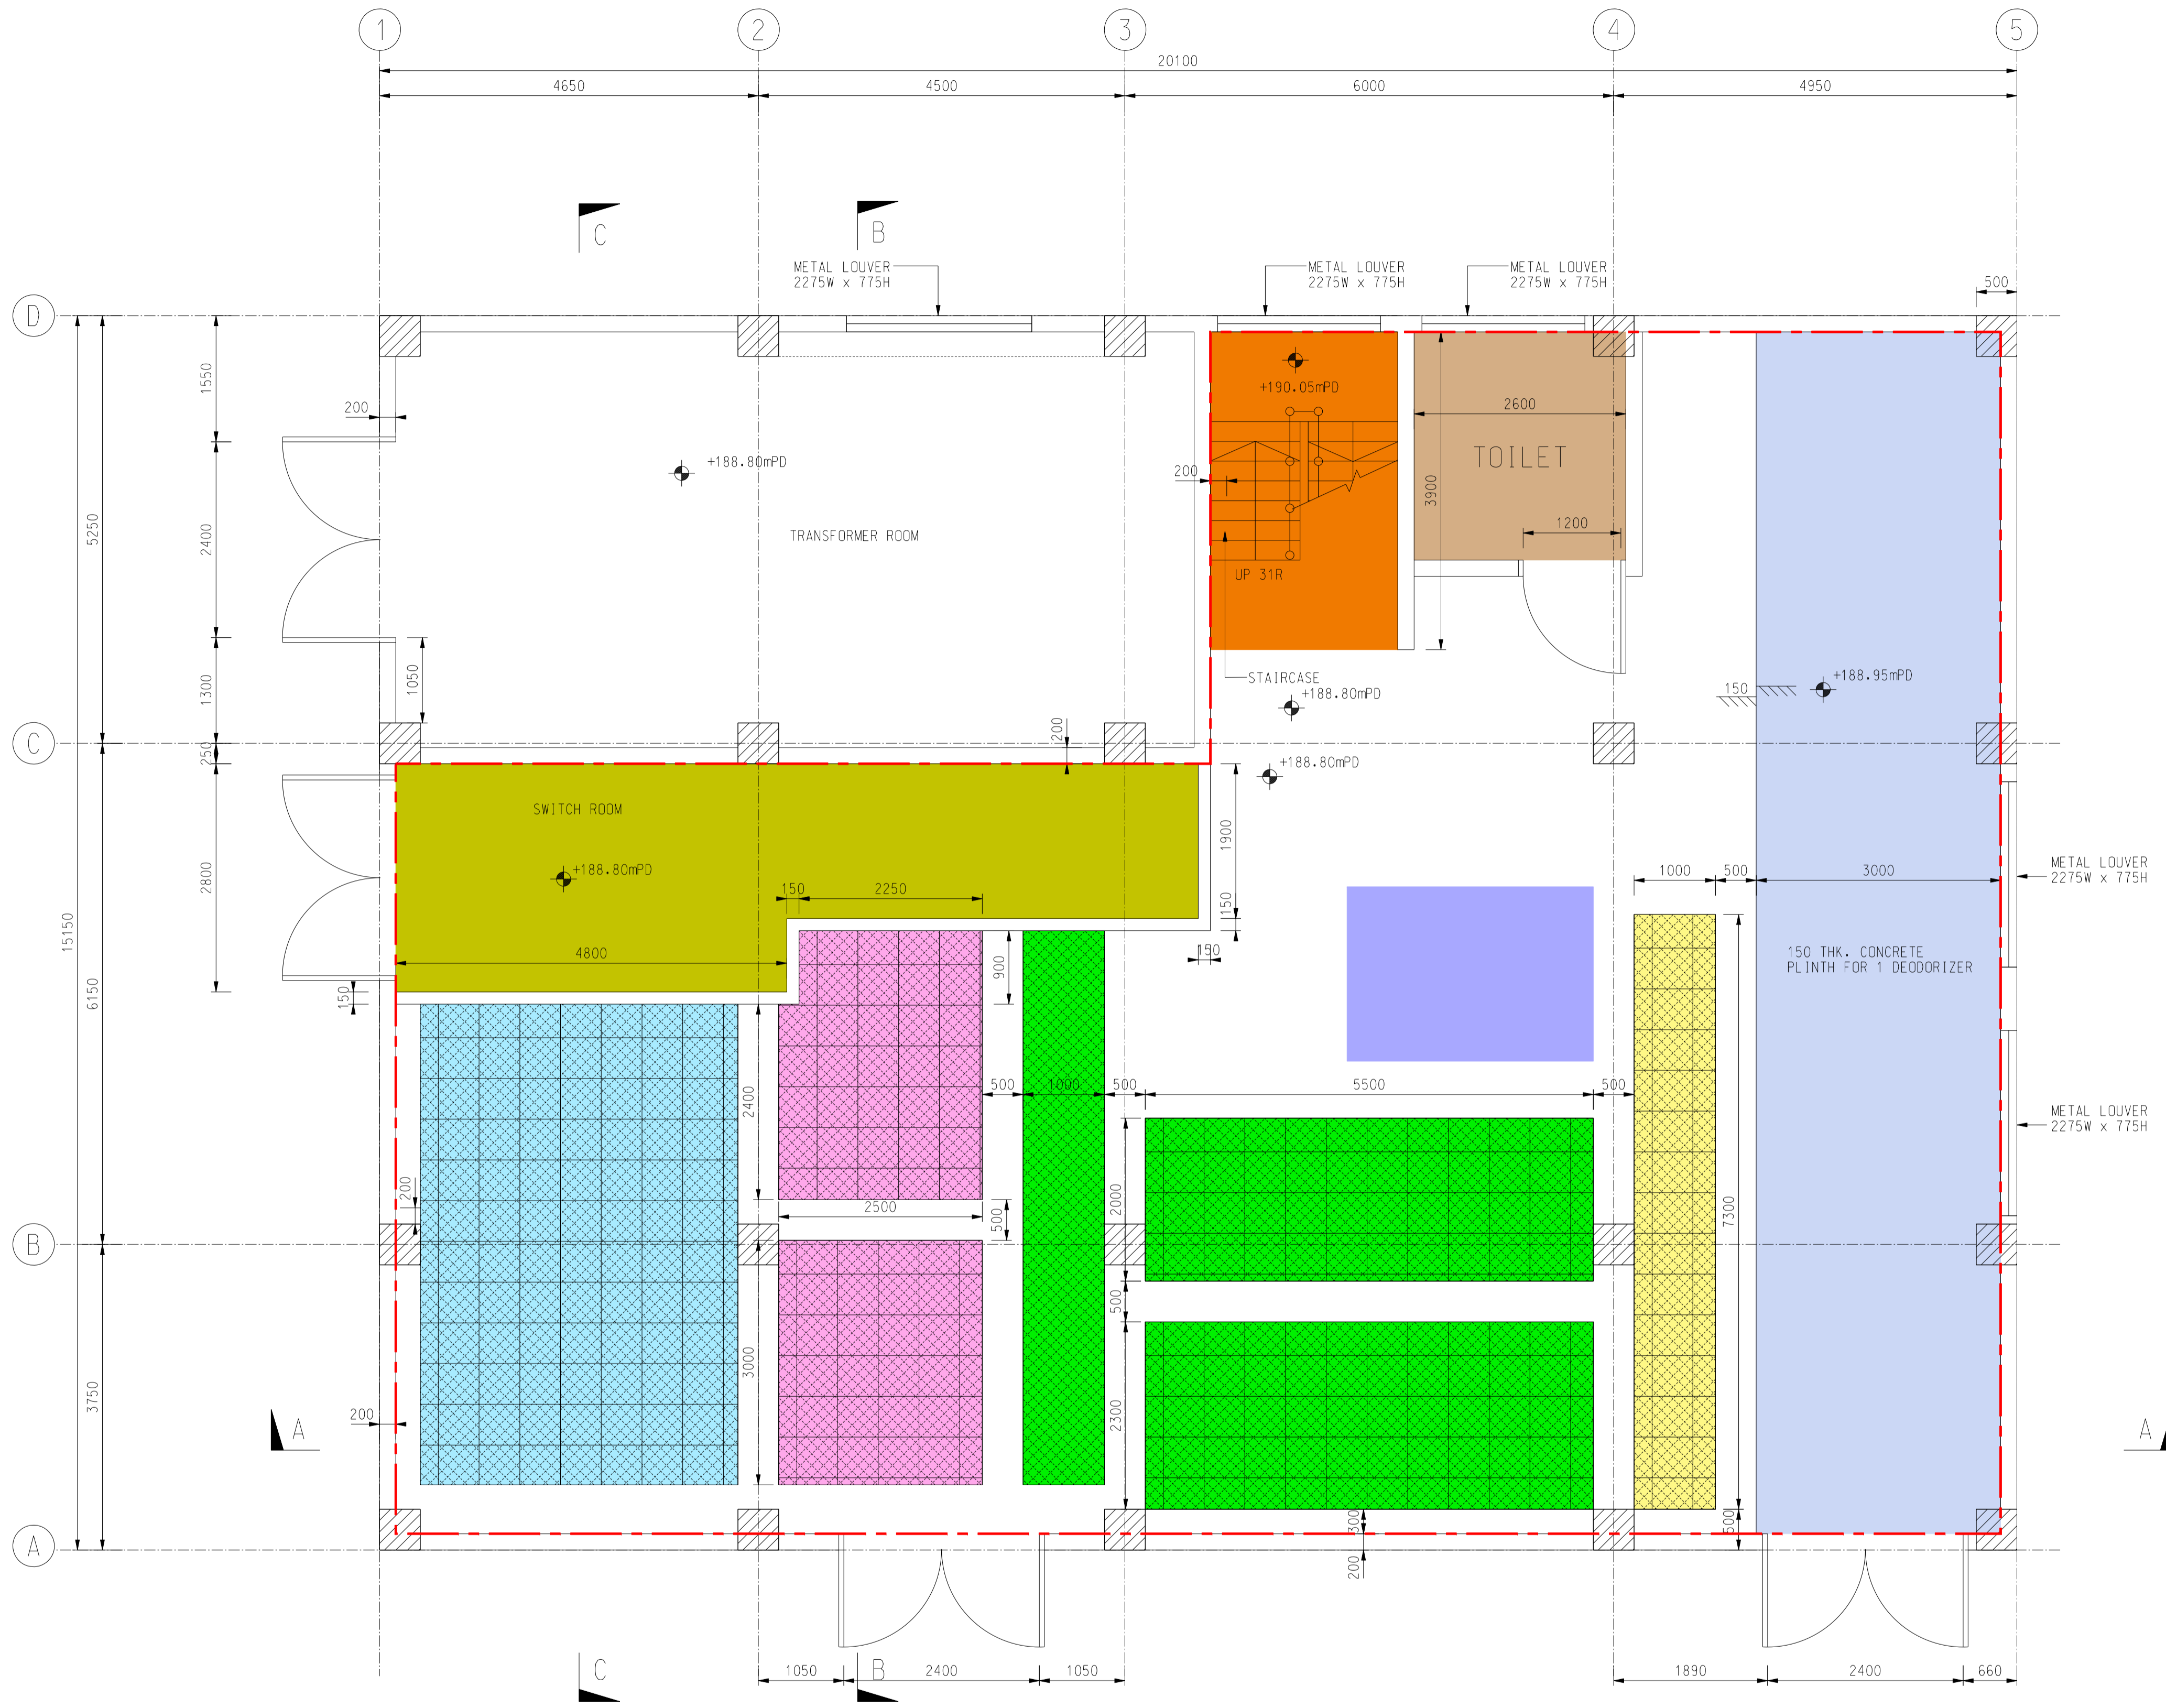 1
2
3
4
5
20100
4650
4500
6000
4950
C
B
METAL LOUVER
2275W x 775H
METAL LOUVER
2275W x 775H
METAL LOUVER
2275W x 775H
500
D
1550
200
+190.05mPD
2600
TOILET
+188.80mPD
200
3900
5250
2400
TRANSFORMER ROOM
1200
UP 31R
1300
1050
STAIRCASE
+188.80mPD
150
+188.95mPD
C
250
200
+188.80mPD
SWITCH ROOM
1900
2800
+188.80mPD
150
2250
150
1000
500
3000
METAL LOUVER
2275W x 775H
15150
4800
900
150
150 THK. CONCRETE
PLINTH FOR 1 DEODORIZER
150
6150
2400
500
1000
500
5500
500
METAL LOUVER
2275W x 775H
200
2500
500
2000
7300
B
500
3000
3750
200
2300
A
A
300
500
A
200
C
B
1050
2400
1050
1890
2400
660